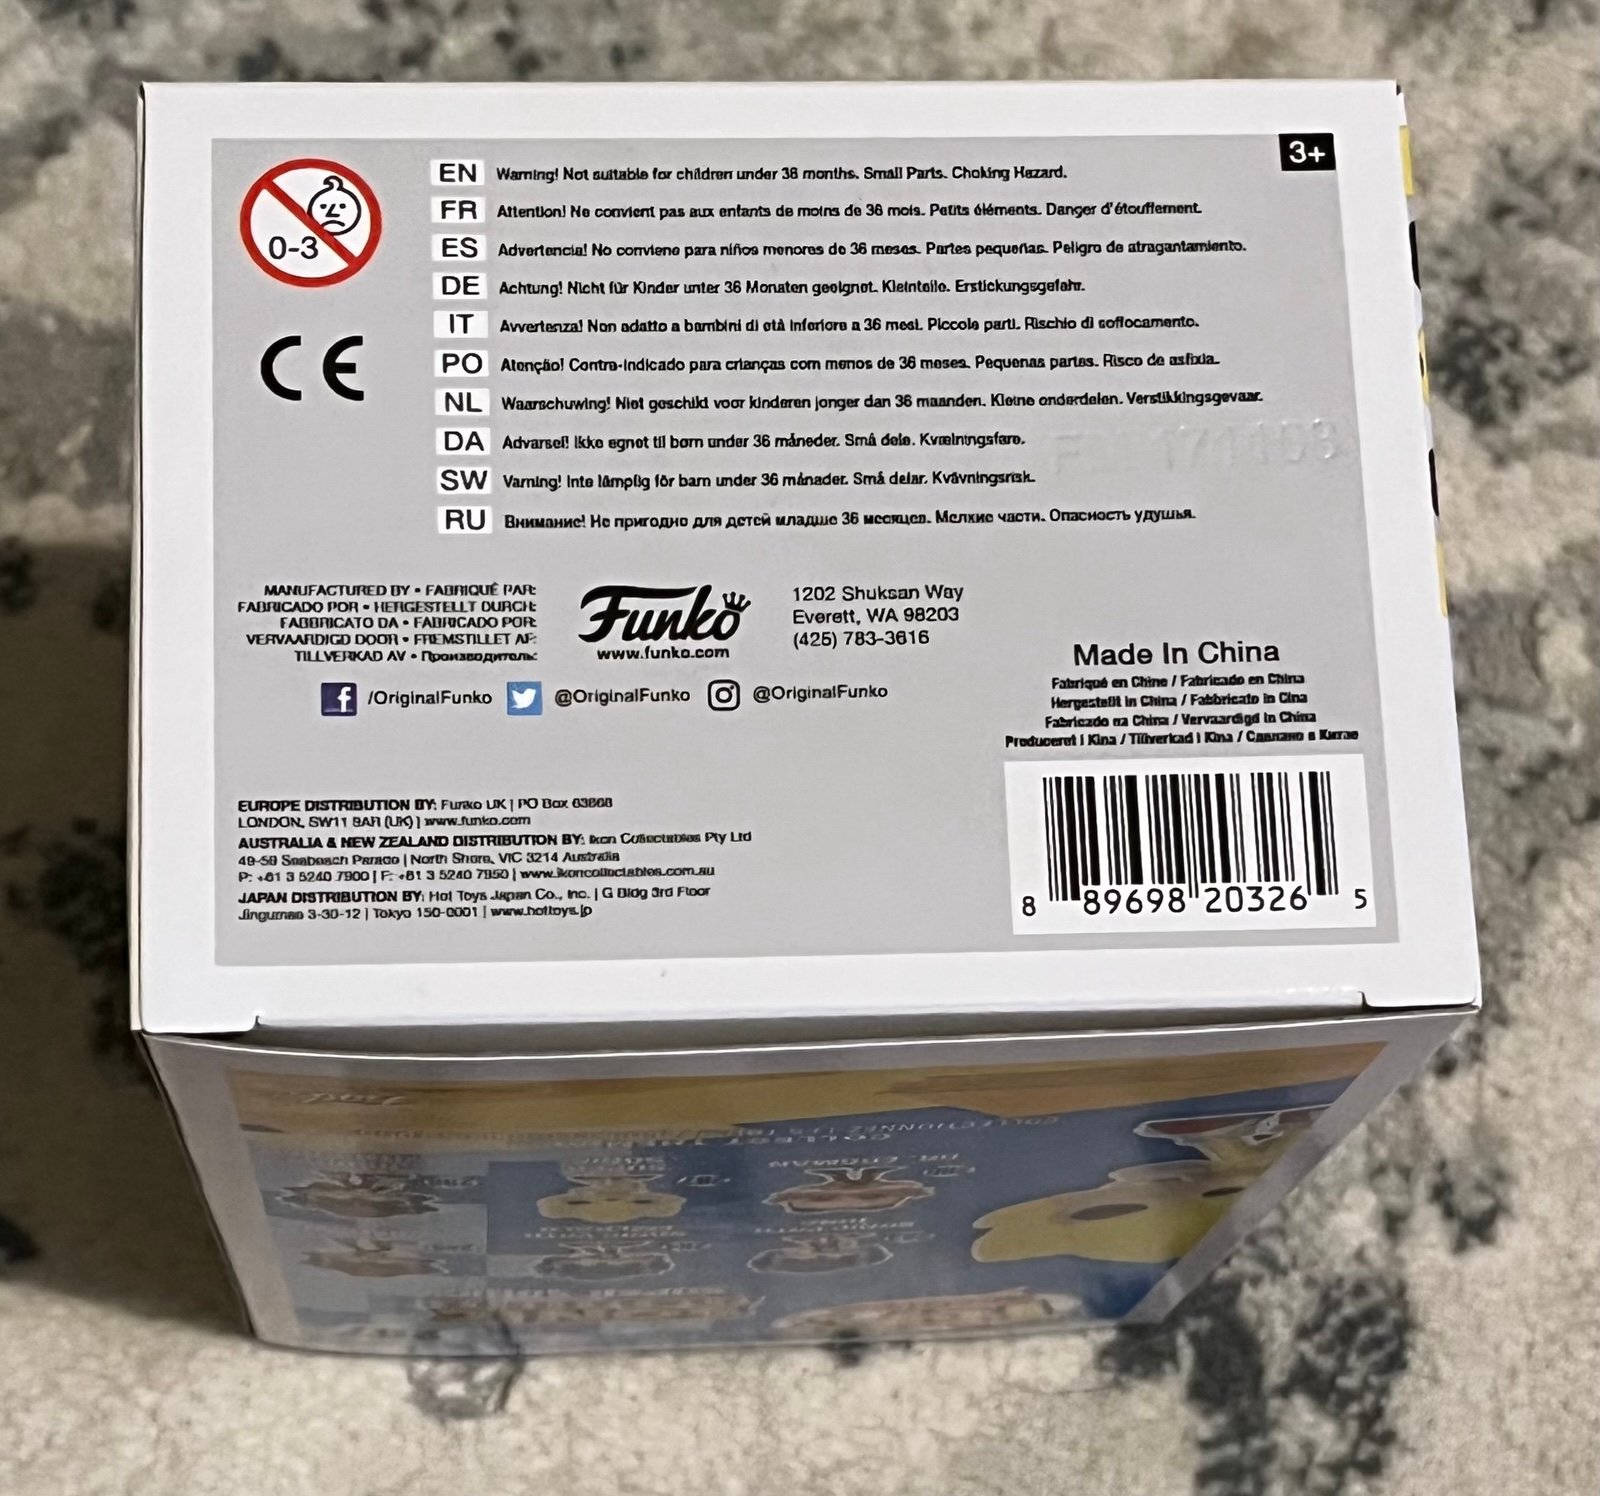 3+
0-3
EN Warning! Not suitable for children under 36 months. Small Parts. Choking Hazard.
FR Attention! Ne convient pas aux enfants de moins de 36 mois. Petits éléments. Danger d'étouffement.
ES Advertencia! No conviene para niños menores de 36 meses. Partes pequeñas. Peligro de atragantamiento.
DE Achtung! Nicht für Kinder unter 36 Monaten geeignet. Kleinteile. Erstickungsgefahr.
IT Avvertenza! Non adatto a bambini di età inferiore a 36 mesi. Piccole parti. Rischio di soffocamento.
CE
PO Atenção! Contra-indicado para crianças com menos de 36 meses. Pequenas partes. Risco de asfixia.
NL Waarschuwing! Niet geschikt voor kinderen jonger dan 36 maanden. Kleine onderdelen. Verstikkingsgevaar.
DA Advarsel! Ikke egnet til børn under 36 måneder. Små dele. Kvælningsfare.
SW Varning! Inte lämplig för barn under 36 månader. Små delar. Kvävningsrisk.
RU Внимание! Не пригодно для детей младше 36 месяцев. Мелкие части. Опасность удушья.
MANUFACTURED BY • FABRIQUÉ PAR:
FABRICADO POR • HERGESTELLT DURCH:
FABBRICATO DA • FABRICADO POR:
VERVAARDIGD DOOR • FREMSTILLET AF:
TILLVERKAD AV • Производитель:
Funko
www.funko.com
1202 Shuksan Way
Everett, WA 98203
(425) 783-3616
/OriginalFunko @OriginalFunko @OriginalFunko
Made In China
Fabriqué en Chine / Fabricado en China
Hergestellt in China / Fabbricato in Cina
Fabricado na China / Vervaardigd in China
Produceret i Kina / Tillverkad i Kina / Сделано в Китае
EUROPE DISTRIBUTION BY: Funko UK | PO Box
LONDON, SW11 9AR (UK) | www.funko.com
AUSTRALIA & NEW ZEALAND DISTRIBUTION BY: Ikon Collectables Pty Ltd
Parade | North Shore, VIC 3214 Australia
P: +61 3 5240 7900 | F: +61 3 5240 7950 | www.ikoncollectables.com.au
JAPAN DISTRIBUTION BY: Hot Toys Japan Co., Inc. | G Bldg 3rd Floor
Jingumae 3-30-12 | Tokyo 150-0001 | www.hottoys.jp
8 89698 20326 5